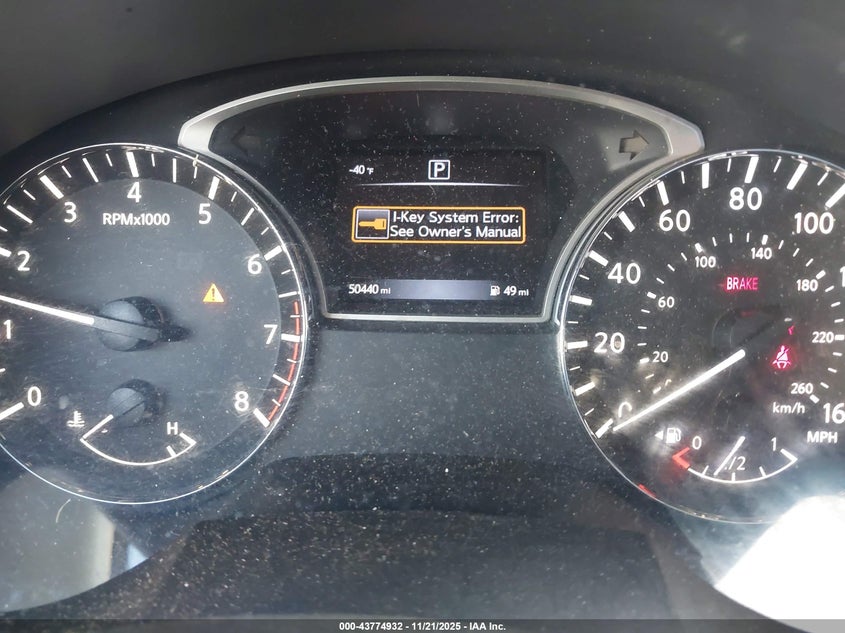 -40 °F
P
I-Key System Error:
See Owner's Manual
50440 mi
49 mi
RPMx1000
0
1
2
3
4
5
6
7
8
H
0
20
40
60
80
100
16
MPH
20
60
100
140
180
220
260
km/h
BRAKE
0
1/2
1
000-43774932 - 11/21/2025 - IAA Inc.